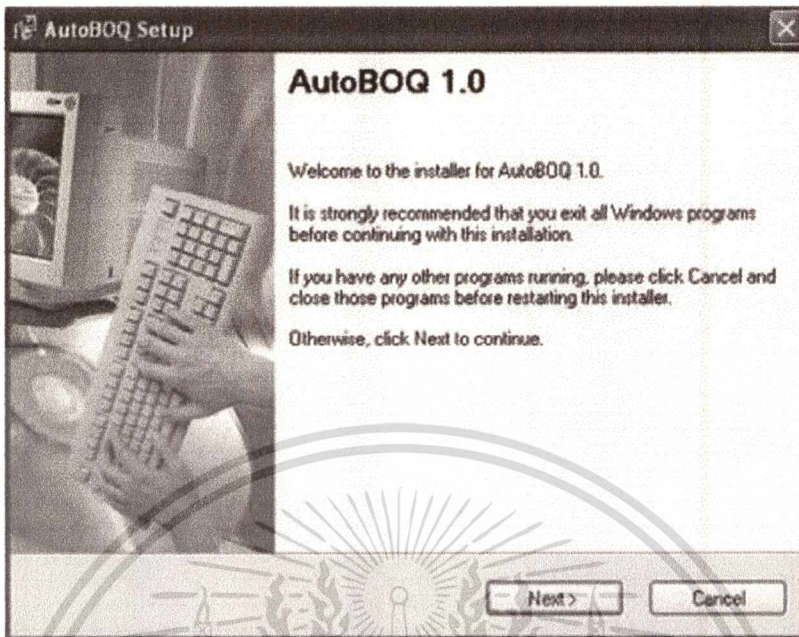 AutoBOQ Setup
AutoBOQ 1.0
Welcome to the installer for AutoBOQ 1.0.
It is strongly recommended that you exit all Windows programs
before continuing with this installation.
If you have any other programs running, please click Cancel and
close those programs before restarting this installer.
Otherwise, click Next to continue.
Next >
Cancel